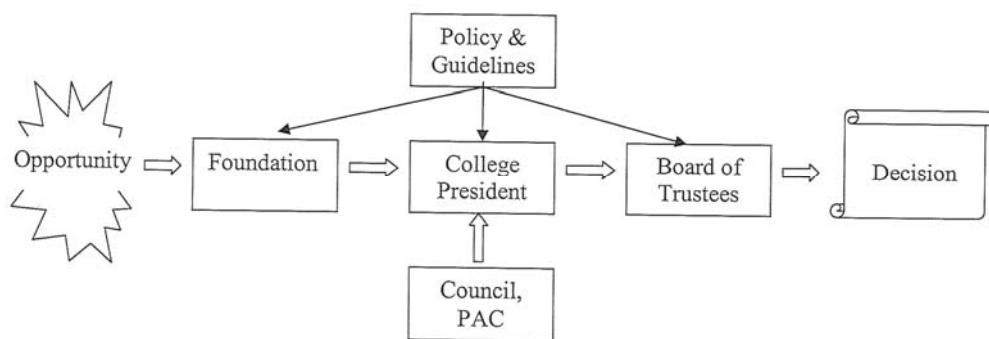 Policy &
Guidelines
Opportunity
Foundation
College
President
Board of
Trustees
Decision
Council,
PAC